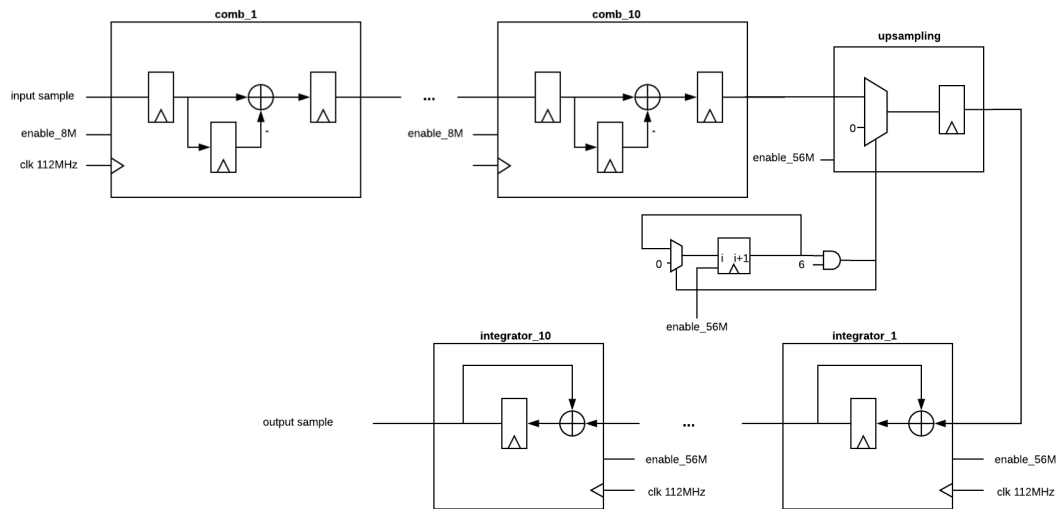 comb_1
comb_10
upsampling
input sample
...
enable_8M
enable_8M
clk 112MHz
-
-
0
enable_56M
0
i i+1
6
enable_56M
integrator_10
integrator_1
output sample
...
enable_56M
enable_56M
clk 112MHz
clk 112MHz